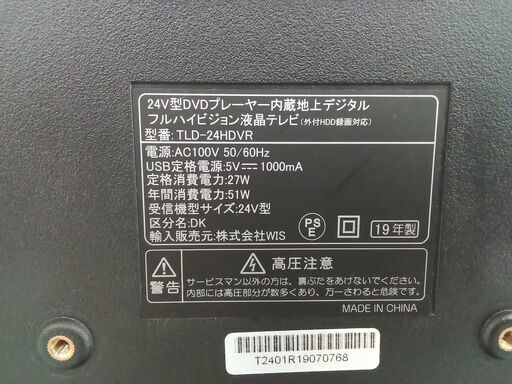 24V型DVDプレーヤー内蔵地上デジタル
フルハイビジョン液晶テレビ(外付HDD録画対応)
型番: TLD-24HDVR
電源:AC100V 50/60Hz
USB定格電源:5V⎓1000mA
定格消費電力:27W
年間消費電力:51W
受信機型サイズ:24V型
区分名:DK
輸入販売元:株式会社WIS
PS
E
19年製
警告
高圧注意
サービスマン以外の方は、裏ぶたをあけないでください。
内部には高圧部分が数多くあり、万一さわると危険です。
MADE IN CHINA
T2401R19070768